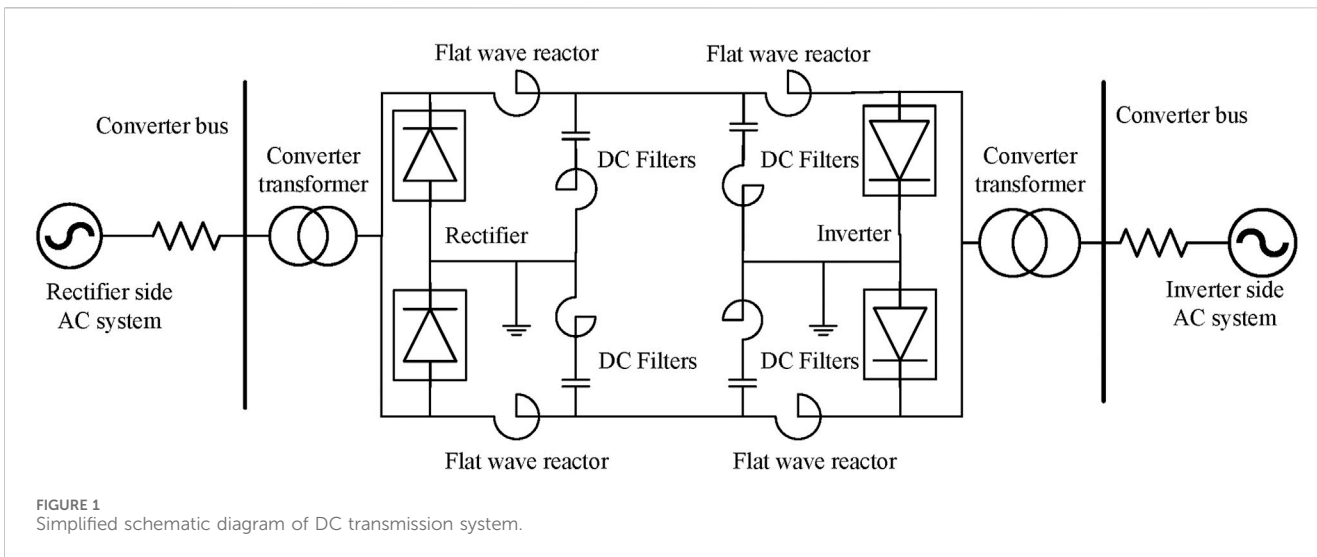 Flat wave reactor
Flat wave reactor
Converter bus
Converter
transformer
DC Filters
DC Filters
Converter
transformer
Converter bus
Rectifier
Inverter
Rectifier side
AC system
Inverter side
AC system
DC Filters
DC Filters
Flat wave reactor
Flat wave reactor
FIGURE 1
Simplified schematic diagram of DC transmission system.